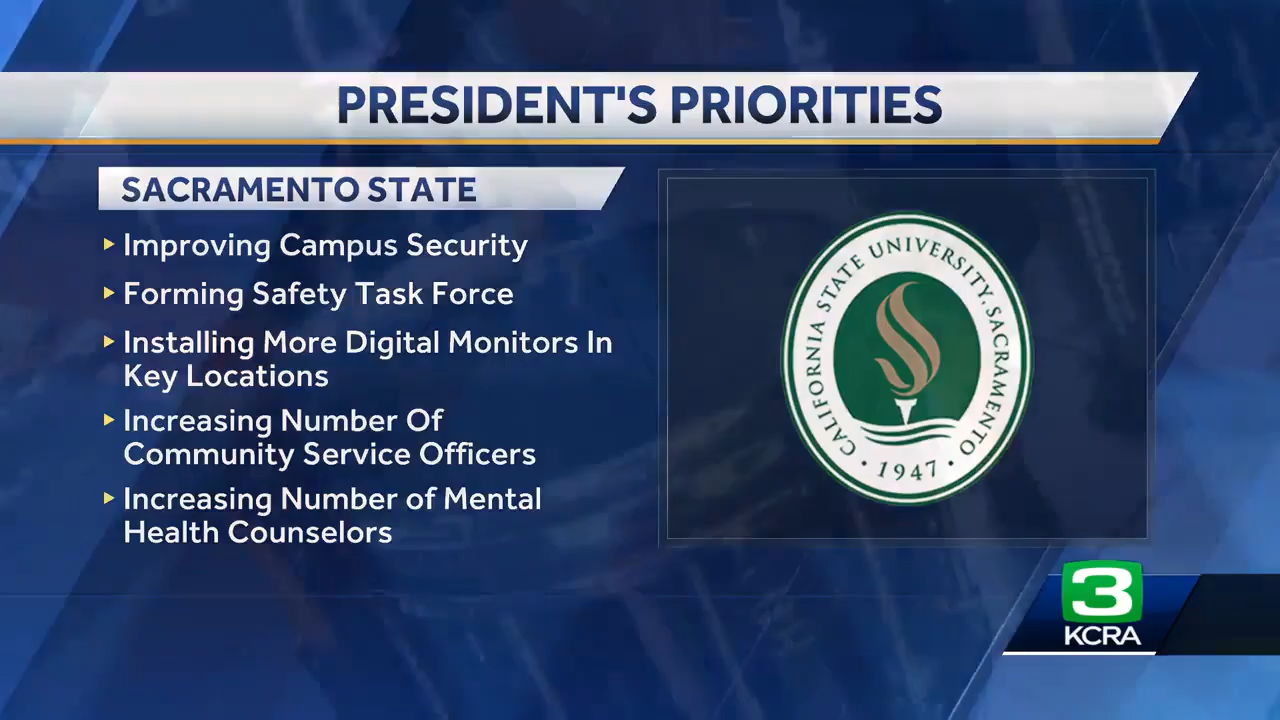 PRESIDENT'S PRIORITIES
SACRAMENTO STATE
Improving Campus Security
Forming Safety Task Force
Installing More Digital Monitors In
Key Locations
Increasing Number Of
Community Service Officers
Increasing Number of Mental
Health Counselors
CALIFORNIA STATE UNIVERSITY, SACRAMENTO
• 1947 •
3
KCRA